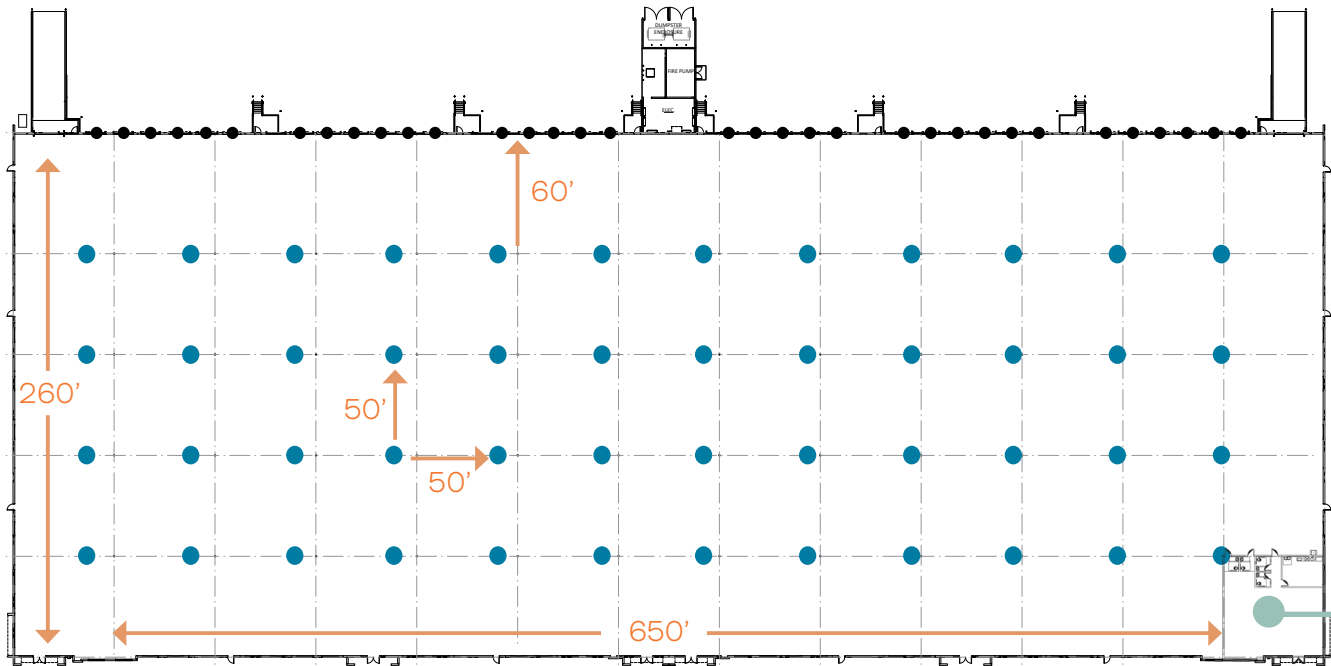 DUMPSTER
ENCLOSURE
FIRE PUMP
ELEC.
60’
260’
50’
50’
650’